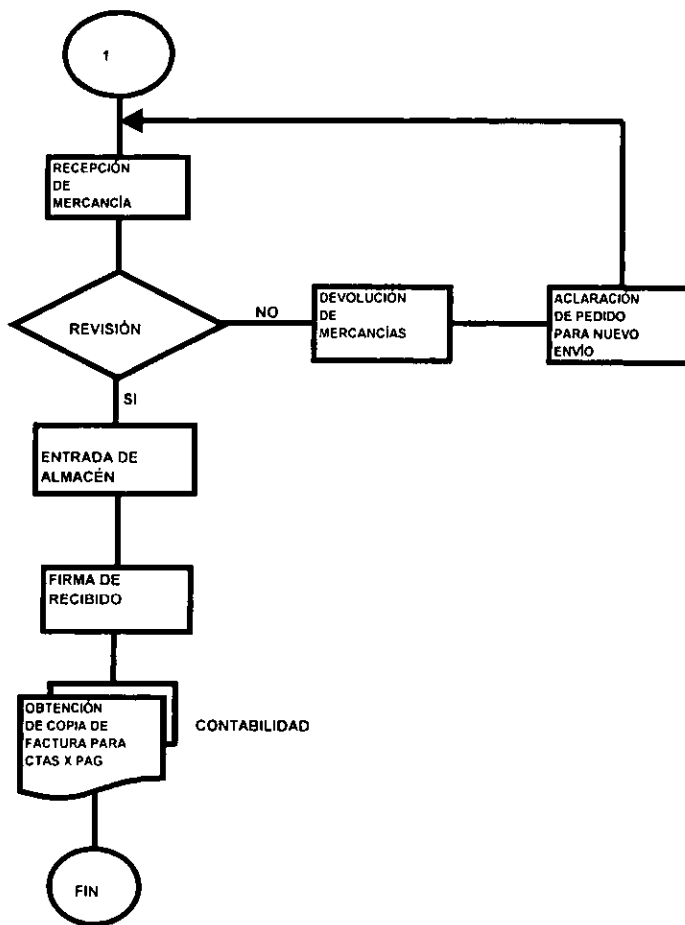 1
RECEPCIÓN
DE
MERCANCÍA
REVISIÓN
NO
DEVOLUCIÓN
DE
MERCANCÍAS
ACLARACIÓN
DE PEDIDO
PARA NUEVO
ENVÍO
SI
ENTRADA DE
ALMACÉN
FIRMA DE
RECIBIDO
OBTENCIÓN
DE COPIA DE
FACTURA PARA
CTAS X PAG
CONTABILIDAD
FIN